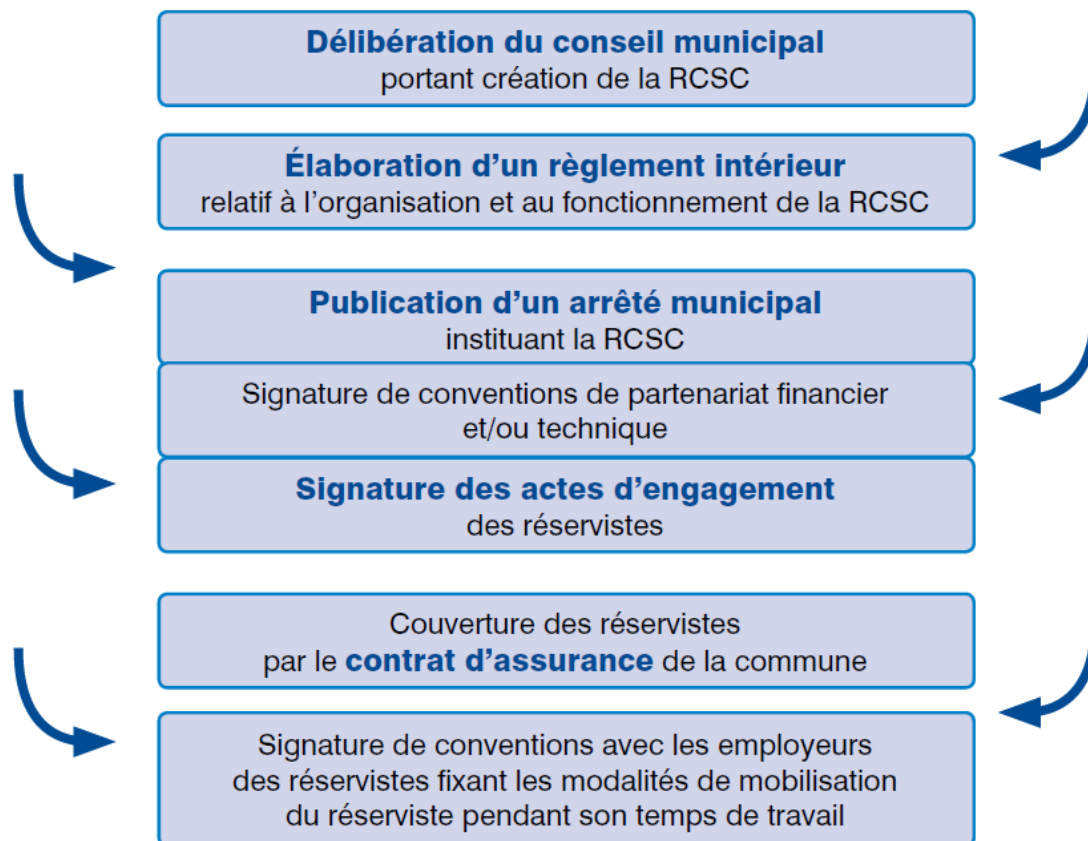 Délibération du conseil municipal
portant création de la RCSC
Élaboration d’un règlement intérieur
relatif à l’organisation et au fonctionnement de la RCSC
Publication d’un arrêté municipal
instituant la RCSC
Signature de conventions de partenariat financier
et/ou technique
Signature des actes d’engagement
des réservistes
Couverture des réservistes
par le contrat d’assurance de la commune
Signature de conventions avec les employeurs
des réservistes fixant les modalités de mobilisation
du réserviste pendant son temps de travail